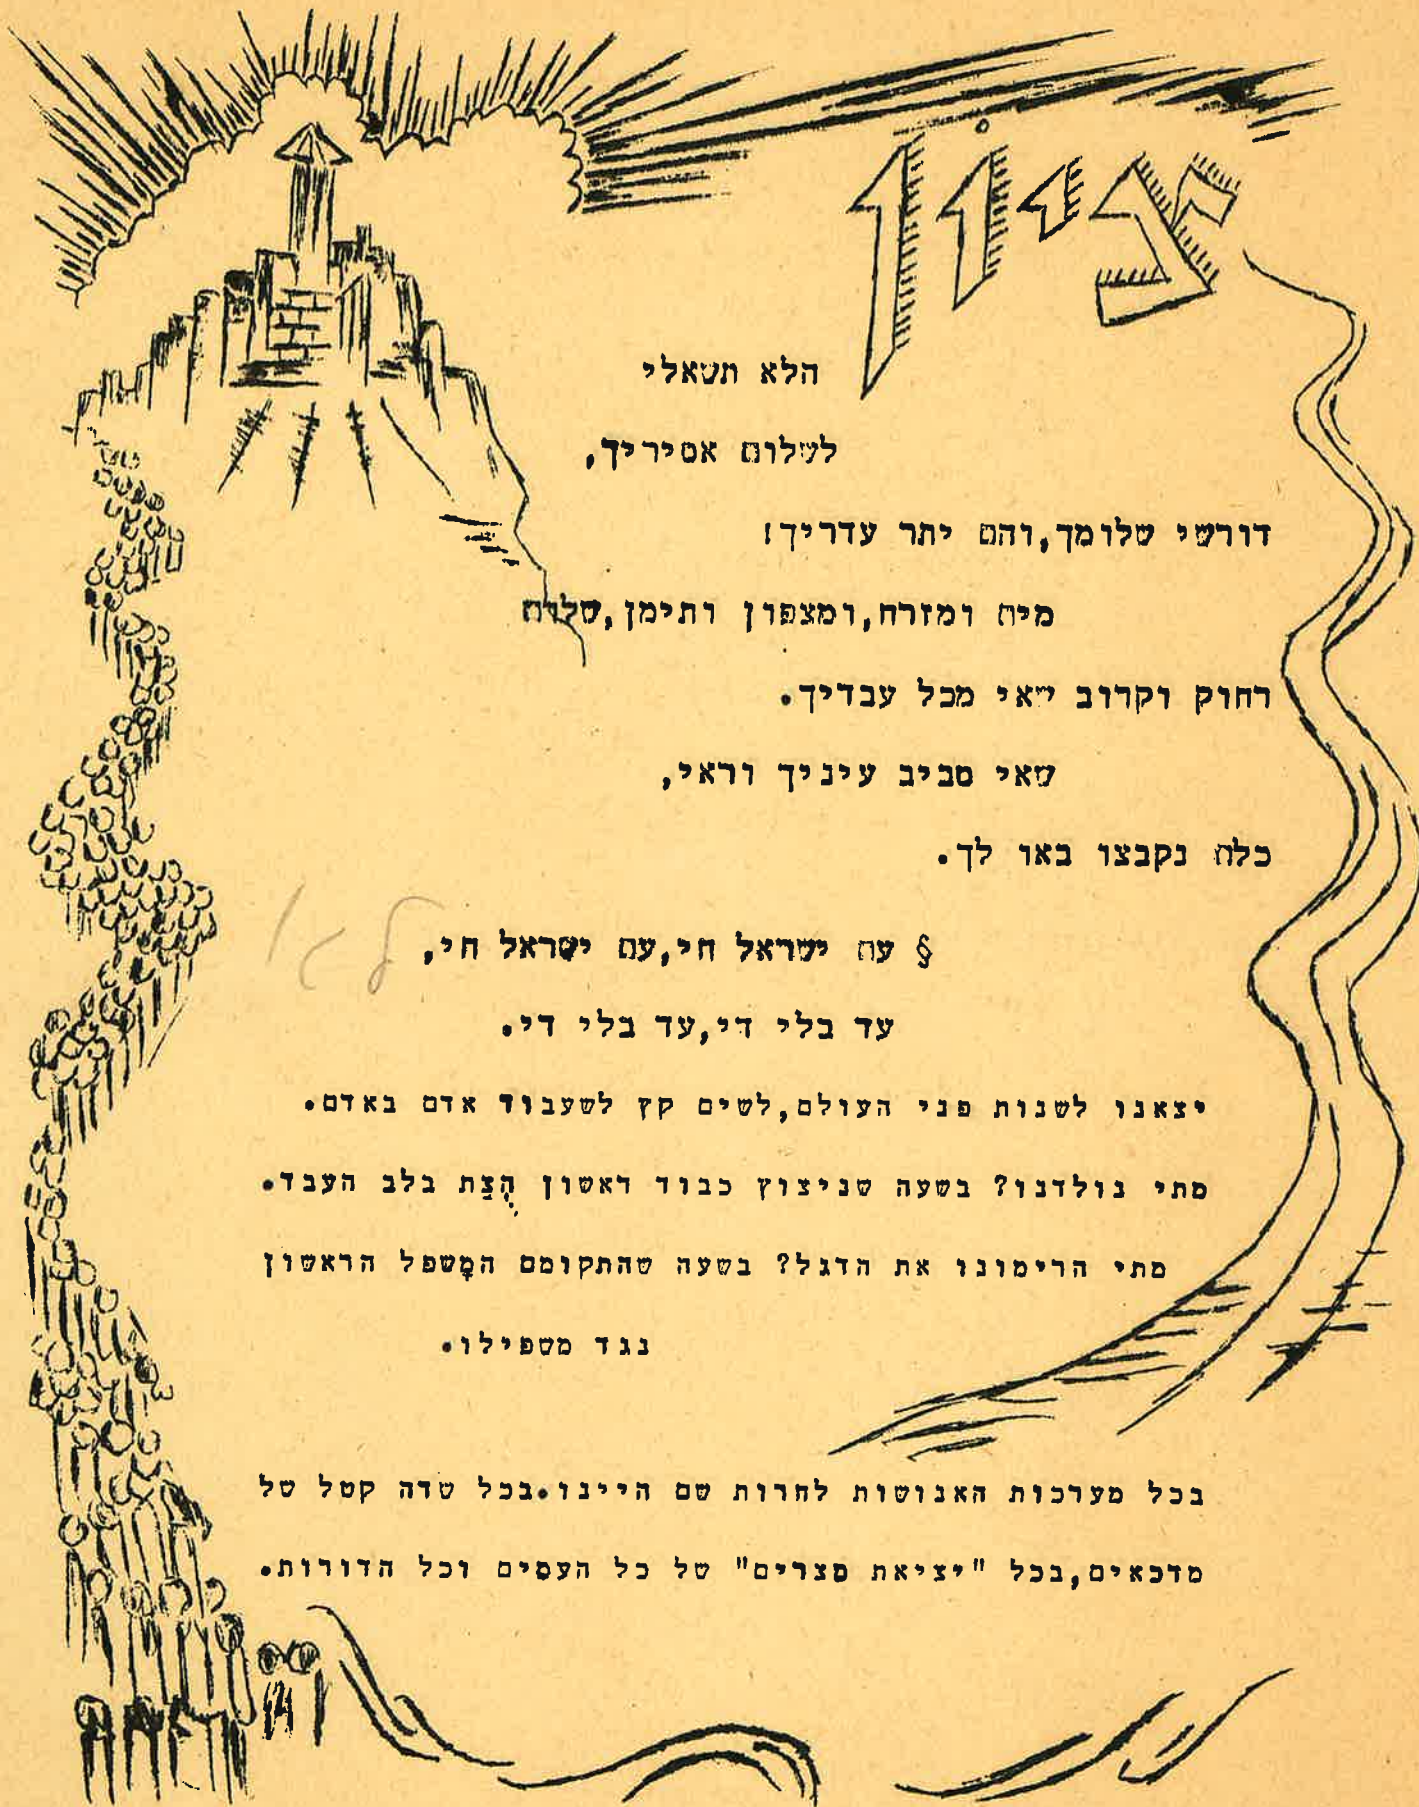 ציון
הלא תשאלי
לשלום אסיריך,
דורשי שלומך,והם יתר עדריך;
מים ומזרח,ומצפון ותימן,שלום
רחוק וקרוב שאי מכל עבדיך.
שאי סביב עיניך וראי,
כלם נקבצו באו לך.
§ עם ישראל חי,עם ישראל חי,
עד בלי די,עד בלי די.
יצאנו לשנות פני העולם,לשים קץ לשעבוד אדם באדם.
מתי נולדנו? בשעה שניצוץ כבוד ראשון הֻצַת בלב העבד.
מתי הרימונו את הדגל? בשעה שהתקומם המָשפל הראשון
נגד משפילו.
בכל מערכות האנושות לחרות שם היינו.בכל שדה קטל של
מדכאים,בכל "יציאת מצרים" של כל העמים וכל הדורות.